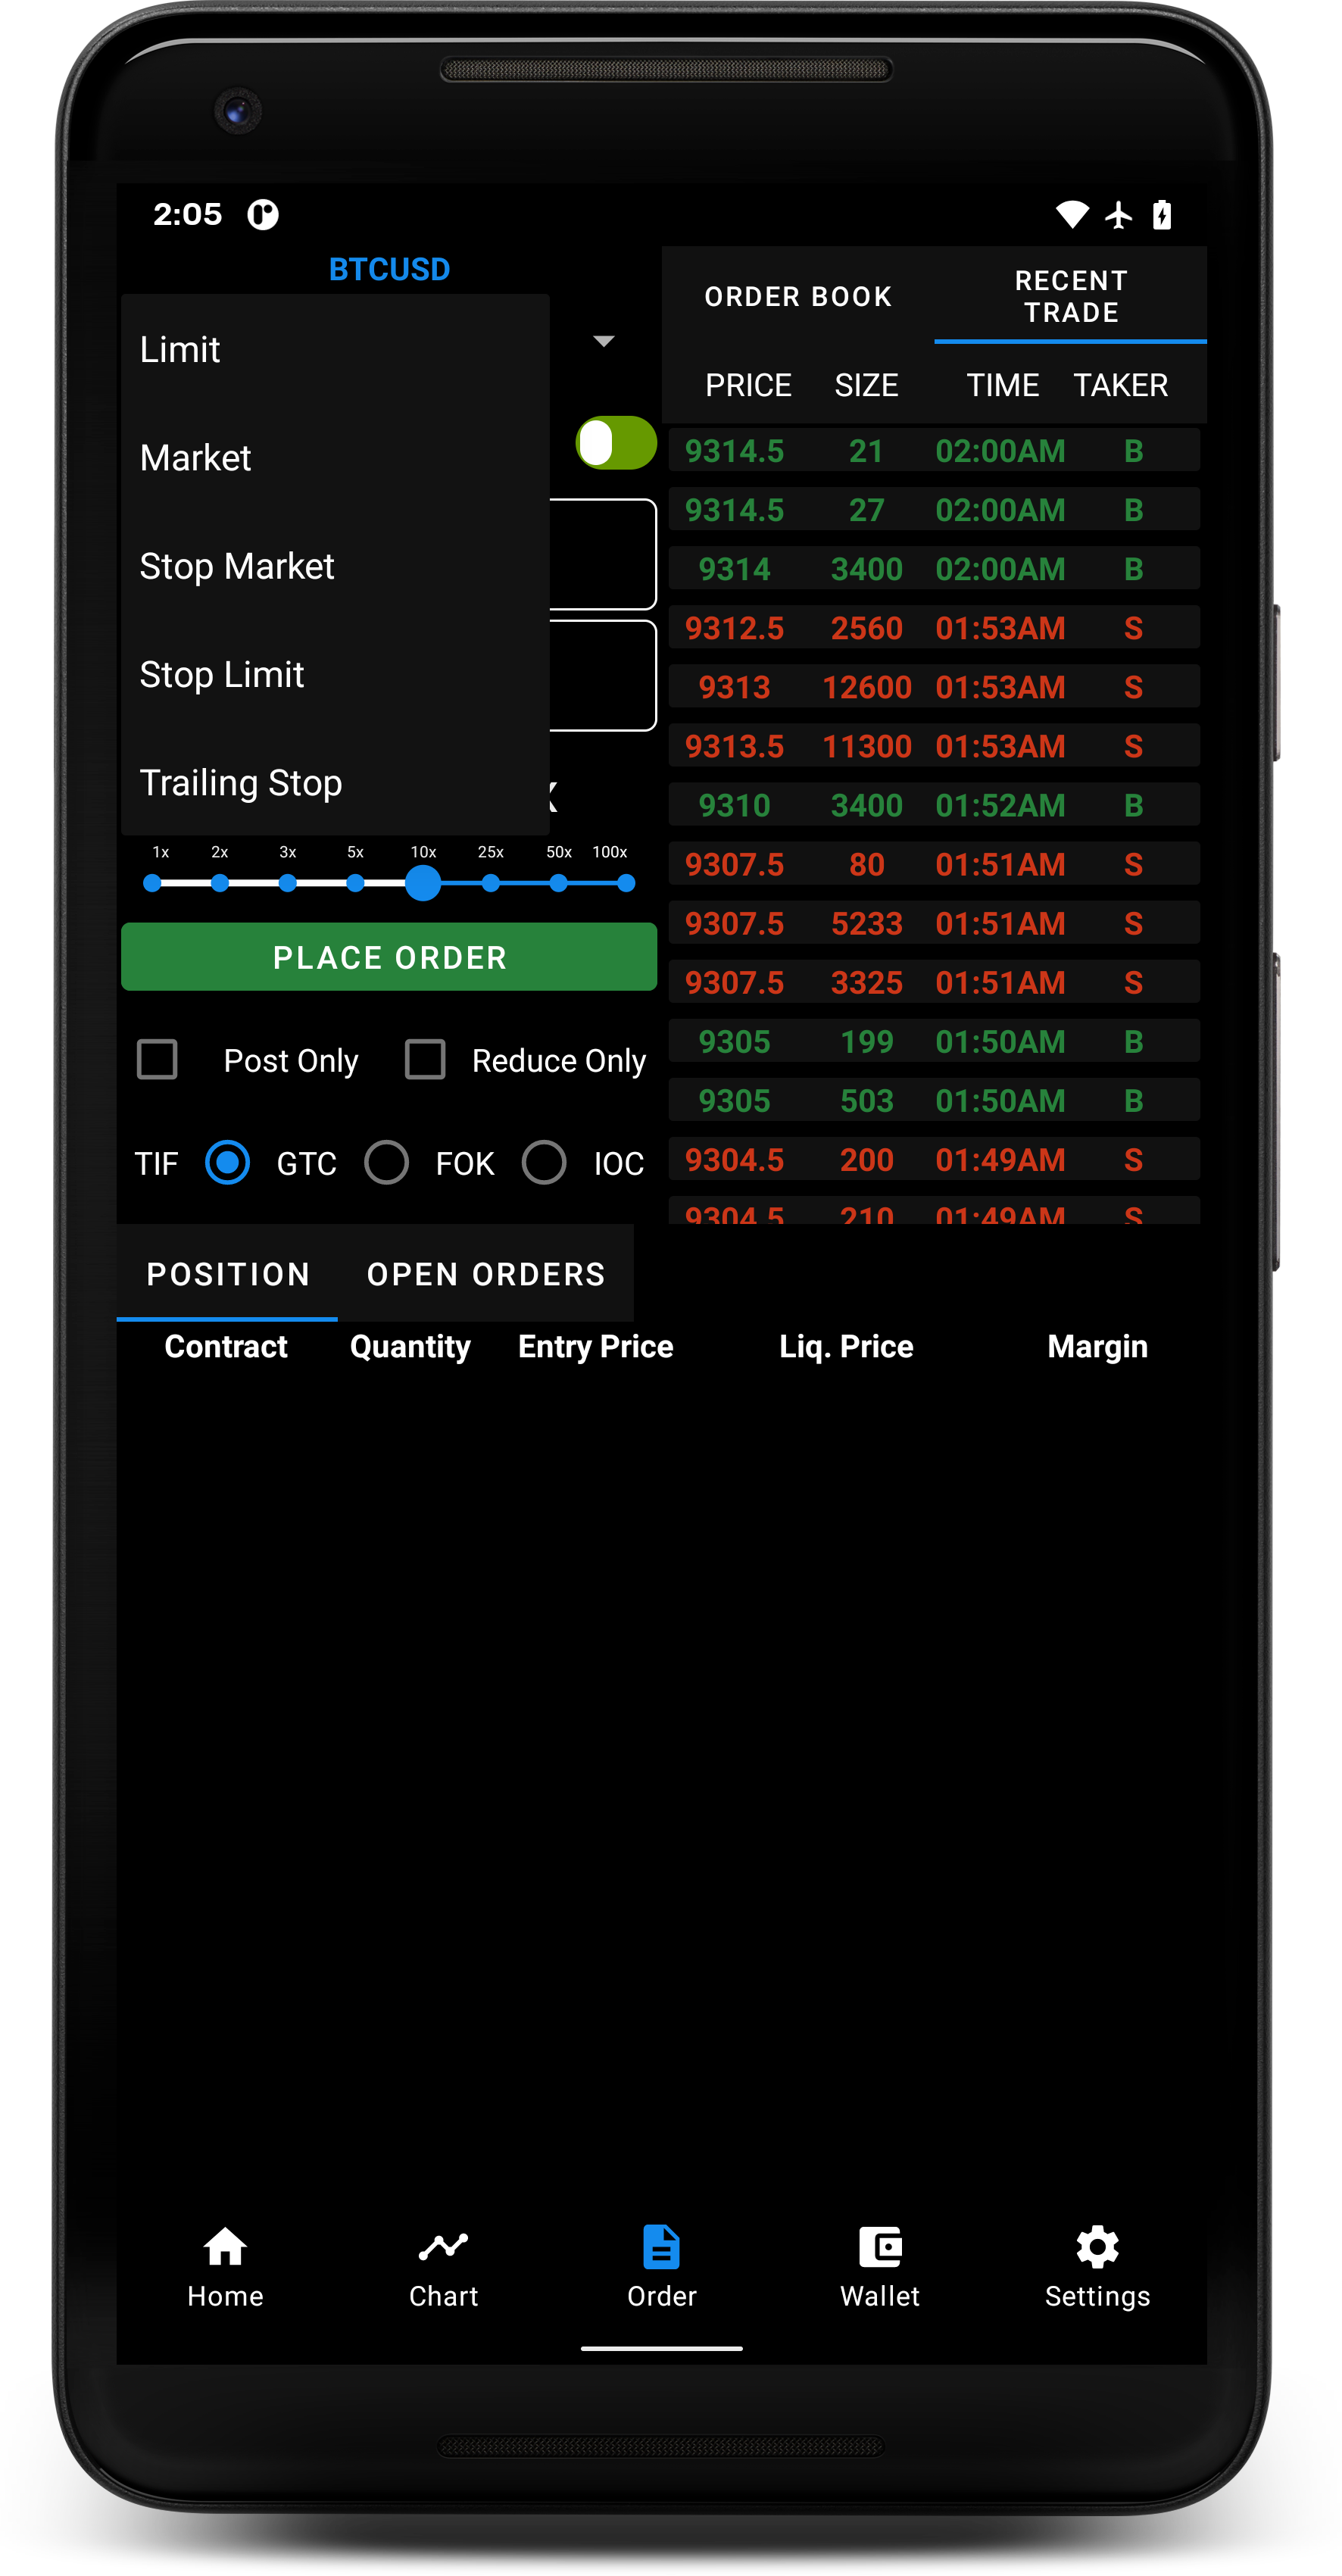 2:05
BTCUSD
Limit
Market
Stop Market
Stop Limit
Trailing Stop
1x 2x 3x 5x 10x 25x 50x 100x
PLACE ORDER
Post Only Reduce Only
TIF GTC FOK IOC
ORDER BOOK
RECENT
TRADE
PRICE SIZE TIME TAKER
9314.5 21 02:00AM B
9314.5 27 02:00AM B
9314 3400 02:00AM B
9312.5 2560 01:53AM S
9313 12600 01:53AM S
9313.5 11300 01:53AM S
9310 3400 01:52AM B
9307.5 80 01:51AM S
9307.5 5233 01:51AM S
9307.5 3325 01:51AM S
9305 199 01:50AM B
9305 503 01:50AM B
9304.5 200 01:49AM S
9304.5 210 01:49AM S
POSITION OPEN ORDERS
Contract Quantity Entry Price Liq. Price Margin
Home Chart Order Wallet Settings